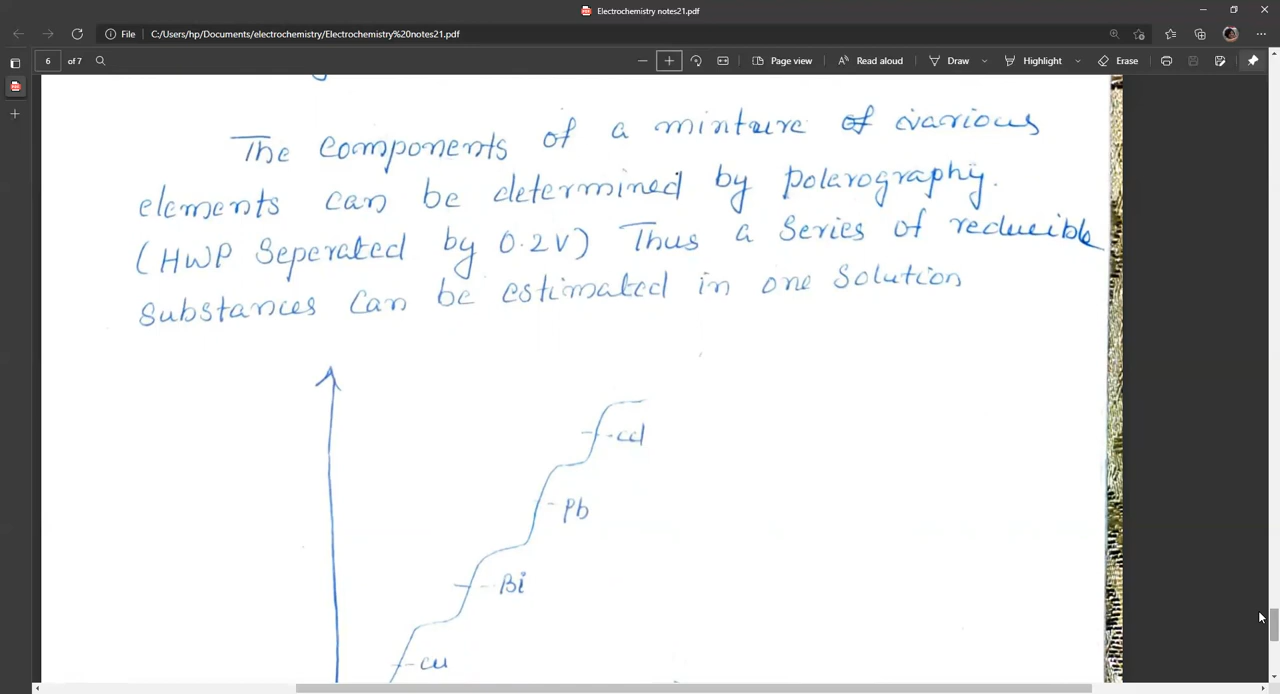 Electrochemistry notes21.pdf
File C:/Users/hp/Documents/electrochemistry/Electrochemistry%20notes21.pdf
6 of 7 Page view Read aloud Draw Highlight Erase
The components of a mixture of various
elements can be determined by polarography.
(HWP Seperated by 0.2V) Thus a Series of reducible
substances can be estimated in one solution
Cd
Pb
Bi
Cu